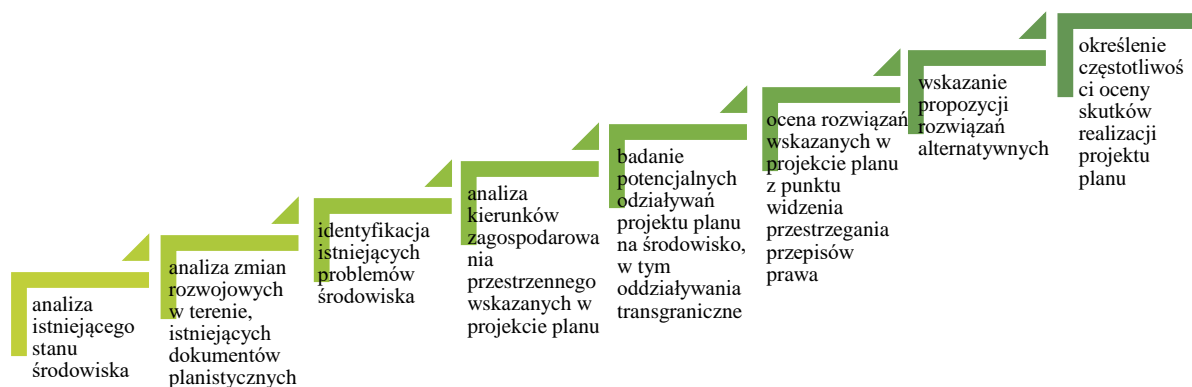 analiza
istniejącego
stanu
środowiska
analiza zmian
rozwojowych
w terenie,
istniejących
dokumentów
planistycznych
identyfikacja
istniejących
problemów
środowiska
analiza
kierunków
zagospodarowa
nia
przestrzennego
wskazanych w
projekcie planu
badanie
potencjalnych
odziaływań
projektu planu
na środowisko,
w tym
oddziaływania
transgraniczne
ocena rozwiązań
wskazanych w
projekcie planu
z punktu
widzenia
przestrzegania
przepisów
prawa
wskazanie
propozycji
rozwiązań
alternatywnych
określenie
częstotliwoś
ci oceny
skutków
realizacji
projektu
planu